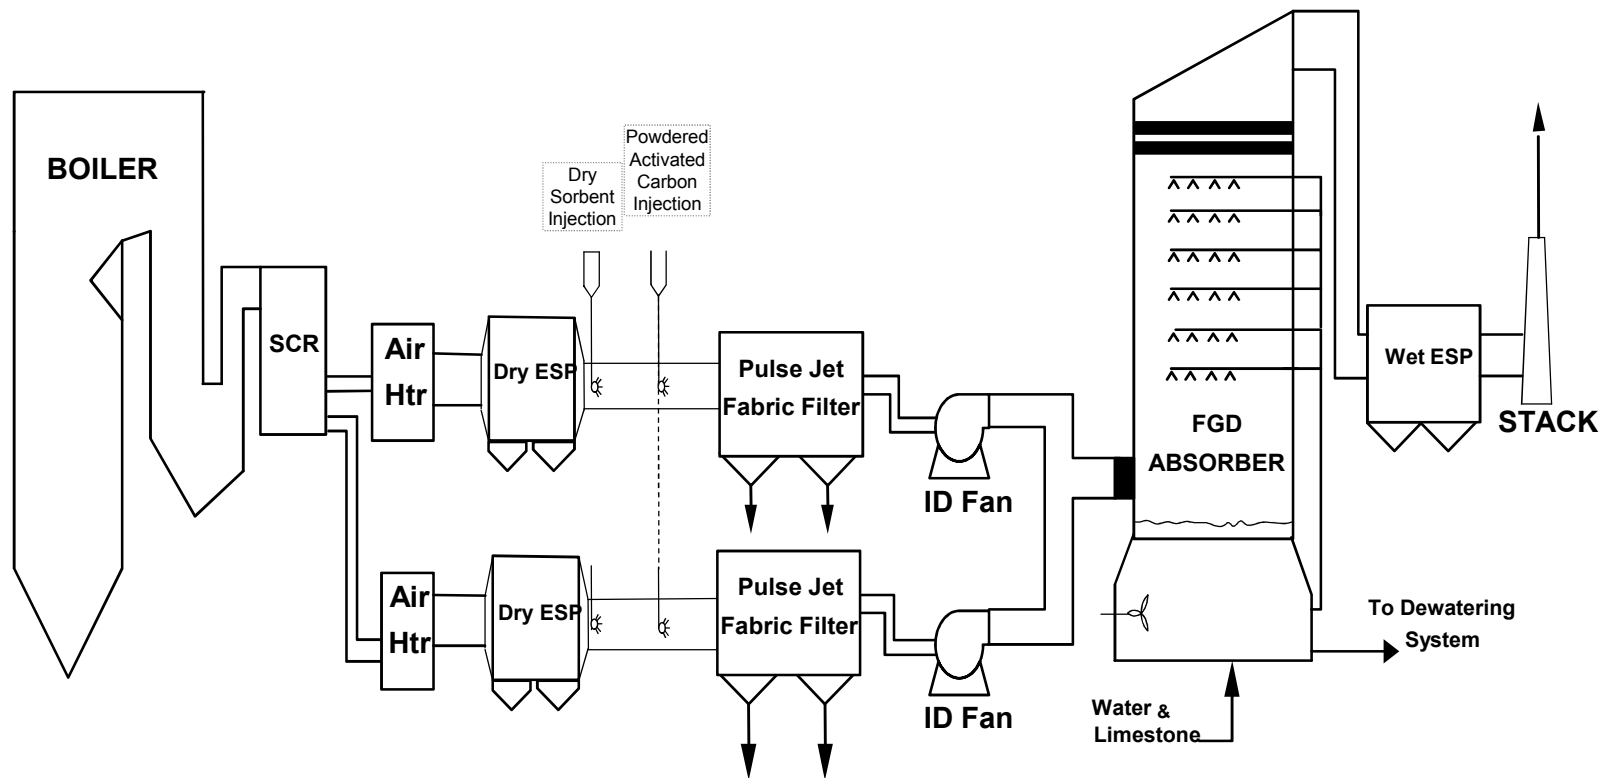 BOILER
SCR
Air
Htr
Dry ESP
Dry
Sorbent
Injection
Powdered
Activated
Carbon
Injection
Pulse Jet
Fabric Filter
ID Fan
Air
Htr
Dry ESP
Pulse Jet
Fabric Filter
ID Fan
FGD
ABSORBER
Wet ESP
STACK
To Dewatering
System
Water &
Limestone